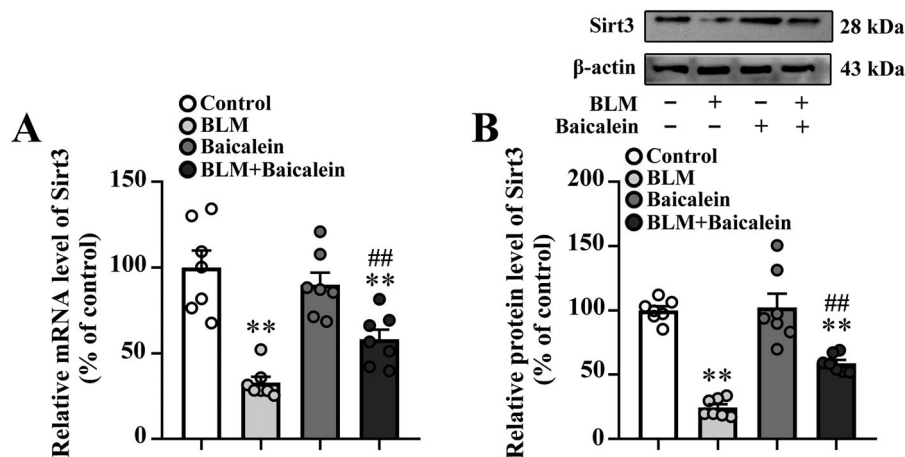 A
Control
BLM
Baicalein
BLM+Baicalein
Relative mRNA level of Sirt3
(% of control)
150
100
50
0
**
##
**
B
Sirt3
28 kDa
β-actin
43 kDa
BLM − + − +
Baicalein − − + +
Control
BLM
Baicalein
BLM+Baicalein
Relative protein level of Sirt3
(% of control)
200
150
100
50
0
**
##
**